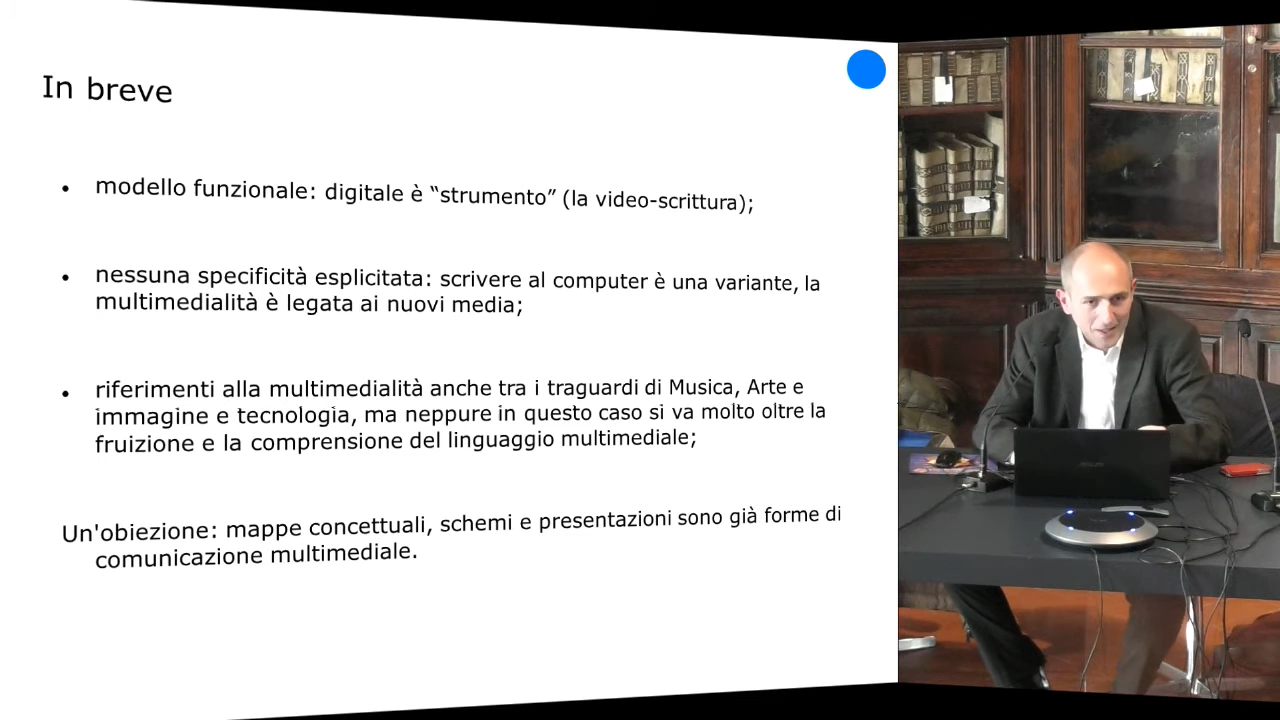 In breve
• modello funzionale: digitale è “strumento” (la video-scrittura);
• nessuna specificità esplicitata: scrivere al computer è una variante, la
multimedialità è legata ai nuovi media;
• riferimenti alla multimedialità anche tra i traguardi di Musica, Arte e
immagine e tecnologia, ma neppure in questo caso si va molto oltre la
fruizione e la comprensione del linguaggio multimediale;
Un'obiezione: mappe concettuali, schemi e presentazioni sono già forme di
comunicazione multimediale.